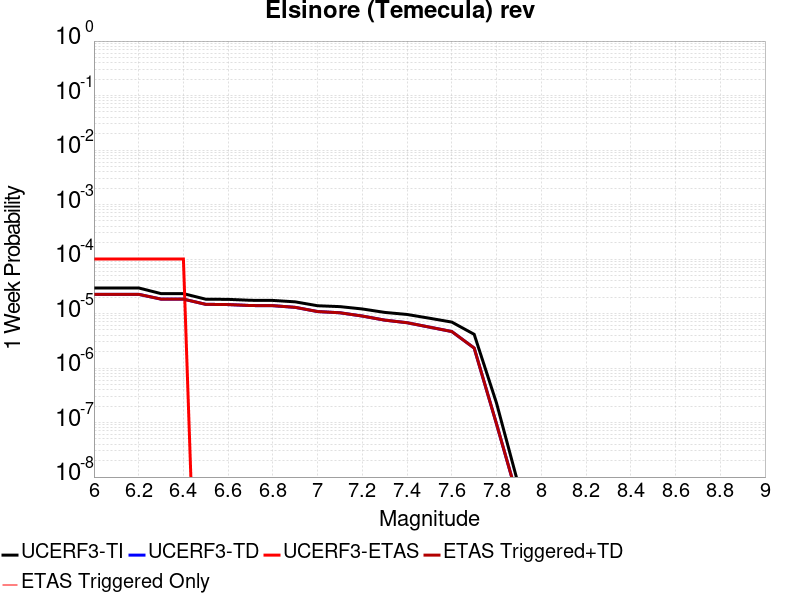 Elsinore (Temecula) rev
10^0
10^-1
10^-2
10^-3
10^-4
10^-5
10^-6
10^-7
10^-8
1 Week Probability
6 6.2 6.4 6.6 6.8 7 7.2 7.4 7.6 7.8 8 8.2 8.4 8.6 8.8 9
Magnitude
UCERF3-TI UCERF3-TD UCERF3-ETAS ETAS Triggered+TD
ETAS Triggered Only